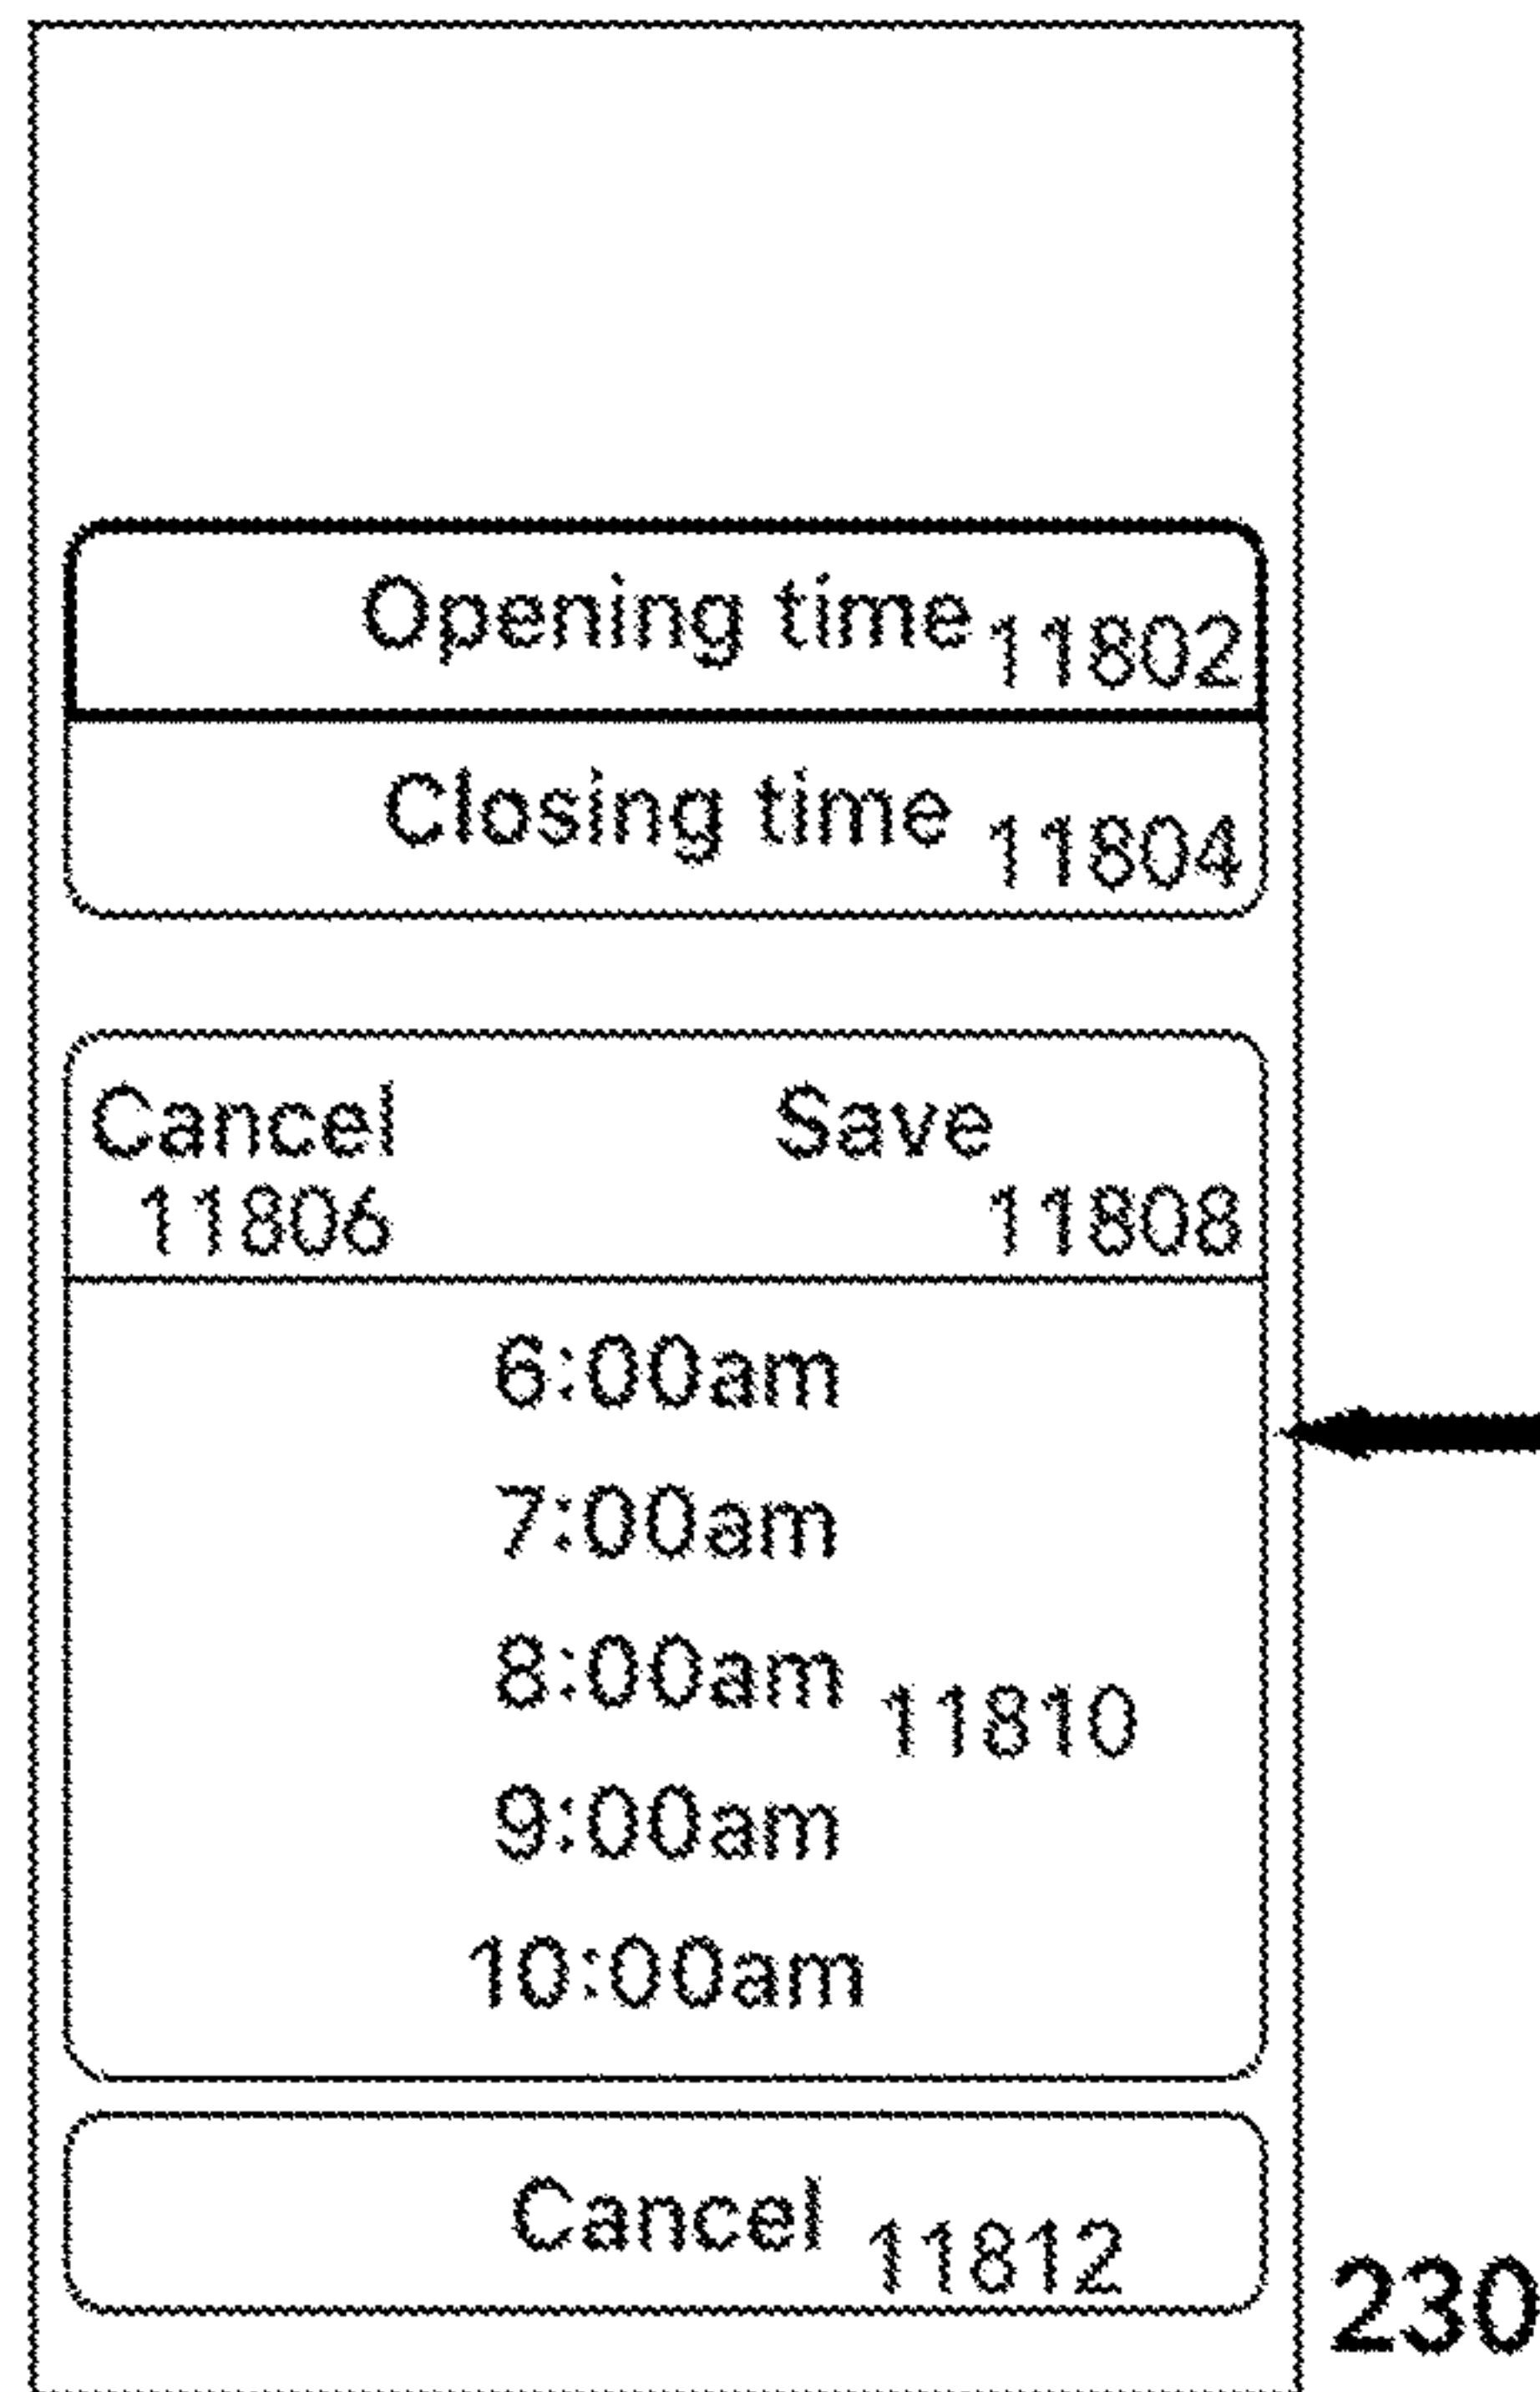 Opening time 11802
Closing time 11804
Cancel Save
11806 11808
6:00am
7:00am
8:00am 11810
9:00am
10:00am
Cancel 11812
230